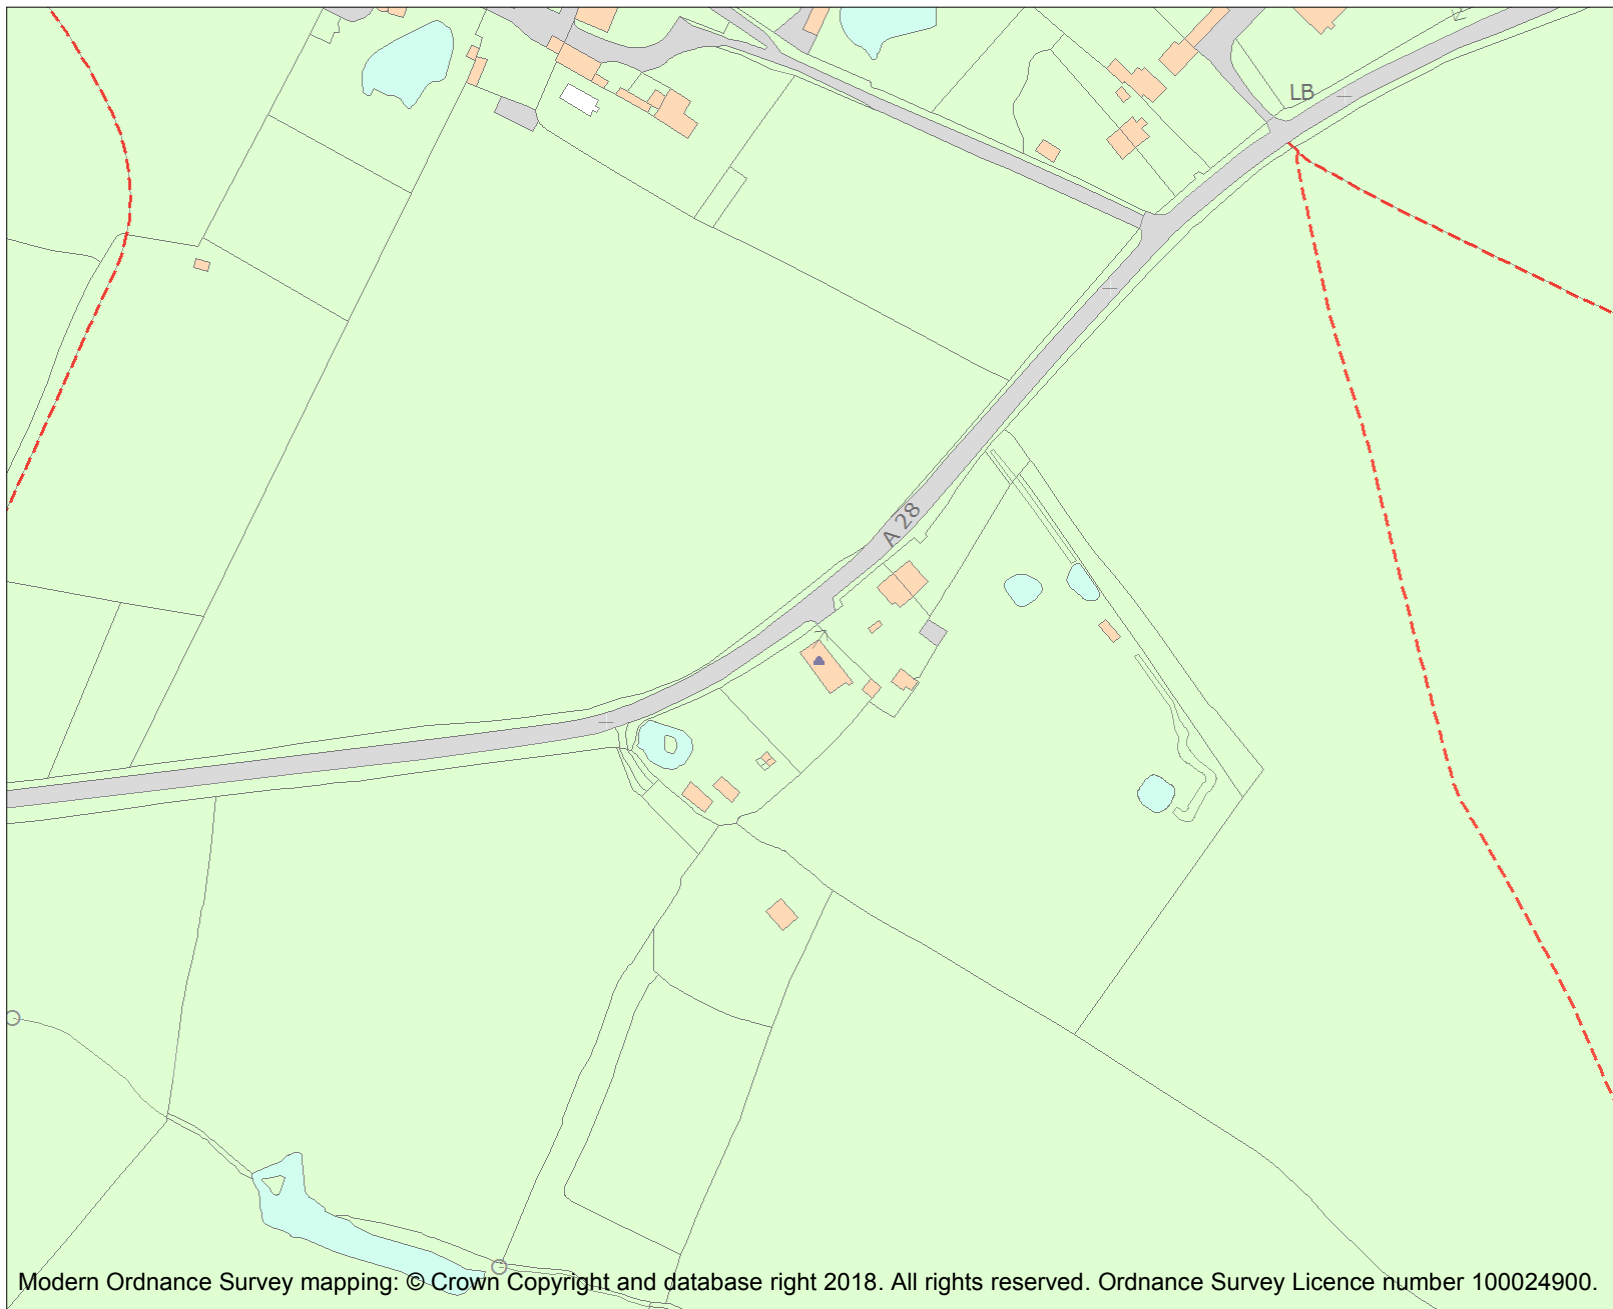 LB
A 28
Modern Ordnance Survey mapping: © Crown Copyright and database right 2018. All rights reserved. Ordnance Survey Licence number 100024900.